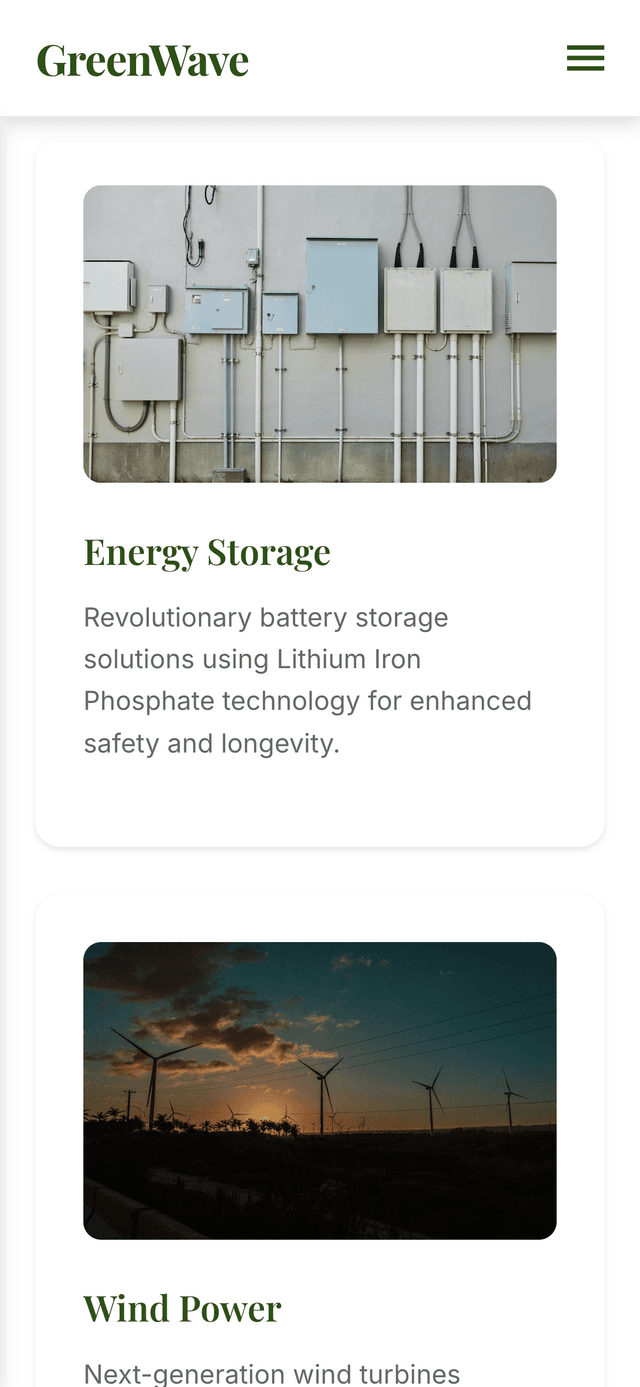 GreenWave
Energy Storage
Revolutionary battery storage
solutions using Lithium Iron
Phosphate technology for enhanced
safety and longevity.
Wind Power
Next-generation wind turbines